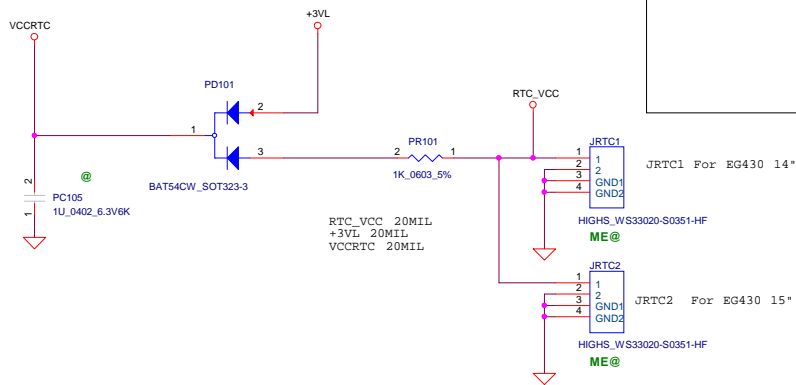 VCCRTC
+3VL
PD101
1
2
3
BAT54CW_SOT323-3
@
2
1
PC105
1U_0402_6.3V6K
PR101
2
1
1K_0603_5%
RTC_VCC
RTC_VCC 20MIL
+3VL 20MIL
VCCRTC 20MIL
JRTC1
1
2
3
4
1
2
GND1
GND2
JRTC1 For EG430 14"
HIGHS_WS33020-S0351-HF
ME@
JRTC2
1
2
3
4
1
2
GND1
GND2
JRTC2 For EG430 15"
HIGHS_WS33020-S0351-HF
ME@